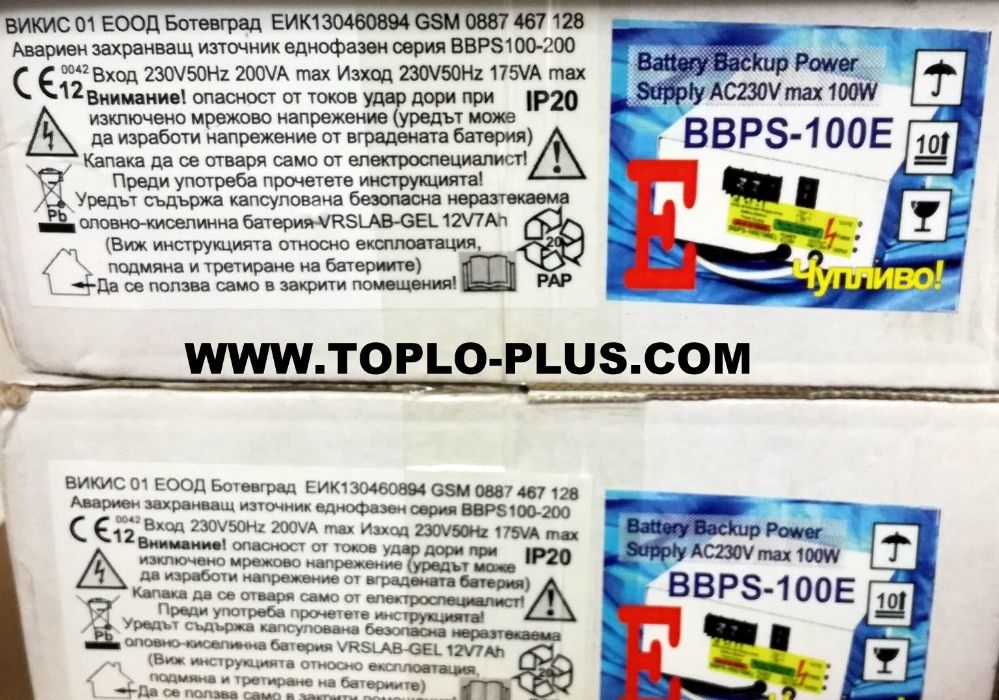 ВИКИС 01 ЕООД Ботевград ЕИК130460894 GSM 0887 467 128
Авариен захранващ източник еднофазен серия BBPS100-200
CE 0042 12 Вход 230V50Hz 200VA max Изход 230V50Hz 175VA max
Внимание! опасност от токов удар дори при
изключено мрежово напрежение (уредът може
да изработи напрежение от вградената батерия)
IP20
Капака да се отваря само от електроспециалист!
Преди употреба прочетете инструкцията!
Уредът съдържа капсулована безопасна неразтекаема
Pb оловно-киселинна батерия-VRSLAB-GEL 12V7Ah
(Виж инструкцията относно експлоатация,
подмяна и третиране на батериите)
Да се ползва само в закрити помещения!
20
PAP
Battery Backup Power
Supply AC230V max 100W
BBPS-100E
E
10
Чупливо!
WWW.TOPLO-PLUS.COM
ВИКИС 01 ЕООД Ботевград ЕИК130460894 GSM 0887 467 128
Авариен захранващ източник еднофазен серия BBPS100-200
CE 0042 12 Вход 230V50Hz 200VA max Изход 230V50Hz 175VA max
Внимание! опасност от токов удар дори при
изключено мрежово напрежение (уредът може
да изработи напрежение от вградената батерия)
IP20
Капака да се отваря само от електроспециалист!
Преди употреба прочетете инструкцията!
Уредът съдържа капсулована безопасна неразтекаема
Pb оловно-киселинна батерия VRSLAB-GEL 12V7Ah
(Виж инструкцията относно експлоатация,
подмяна и третиране на батериите)
Да се ползва само в закрити помещения!
20
Battery Backup Power
Supply AC230V max 100W
BBPS-100E
E
10